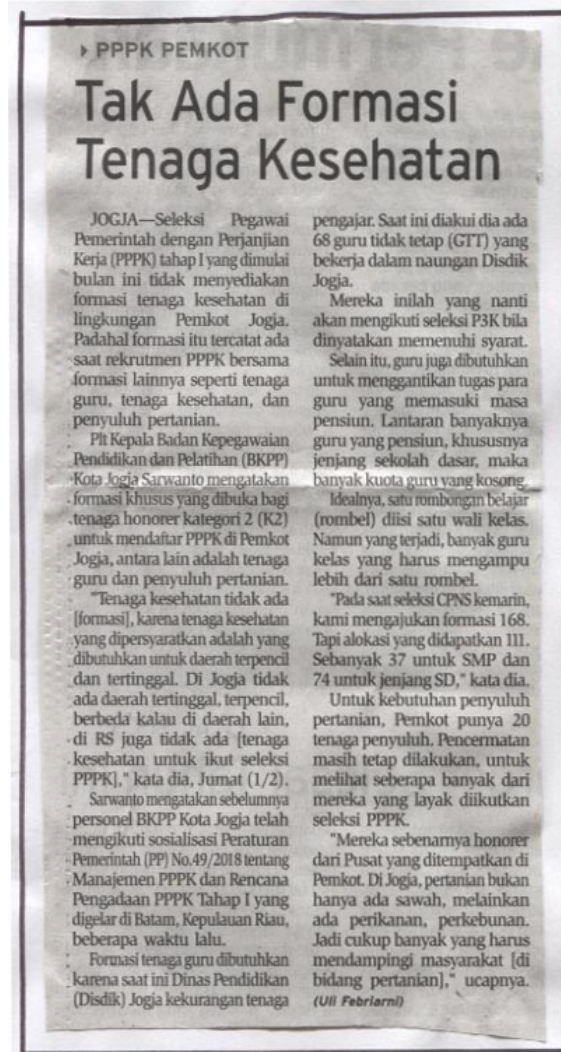 PPPK PEMKOT
Tak Ada Formasi
Tenaga Kesehatan
JOGJA—Seleksi Pegawai
Pemerintah dengan Perjanjian
Kerja (PPPK) tahap I yang dimulai
bulan ini tidak menyediakan
formasi tenaga kesehatan di
lingkungan Pemkot Jogja.
Padahal formasi itu tercatat ada
saat rekrutmen PPPK bersama
formasi lainnya seperti tenaga
guru, tenaga kesehatan, dan
penyuluh pertanian.
Plt Kepala Badan Kepegawaian
Pendidikan dan Pelatihan (BKPP)
Kota Jogja Sarwanto mengatakan
formasi khusus yang dibuka bagi
tenaga honorer kategori 2 (K2)
untuk mendaftar PPPK di Pemkot
Jogja, antara lain adalah tenaga
guru dan penyuluh pertanian.
"Tenaga kesehatan tidak ada
[formasi], karena tenaga kesehatan
yang dipersyaratkan adalah yang
dibutuhkan untuk daerah terpencil
dan tertinggal. Di Jogja tidak
ada daerah tertinggal, terpencil,
berbeda kalau di daerah lain,
di RS juga tidak ada [tenaga
kesehatan untuk ikut seleksi
PPPK]," kata dia, Jumat (1/2).
Sarwanto mengatakan sebelumnya
personel BKPP Kota Jogja telah
mengikuti sosialisasi Peraturan
Pemerintah (PP) No.49/2018 tentang
Manajemen PPPK dan Rencana
Pengadaan PPPK Tahap I yang
digelar di Batam, Kepulauan Riau,
beberapa waktu lalu.
Formasi tenaga guru dibutuhkan
karena saat ini Dinas Pendidikan
(Disdik) Jogja kekurangan tenaga
pengajar. Saat ini diakui dia ada
68 guru tidak tetap (GTT) yang
bekerja dalam naungan Disdik
Jogja.
Mereka inilah yang nanti
akan mengikuti seleksi P3K bila
dinyatakan memenuhi syarat.
Selain itu, guru juga dibutuhkan
untuk menggantikan tugas para
guru yang memasuki masa
pensiun. Lantaran banyaknya
guru yang pensiun, khususnya
jenjang sekolah dasar, maka
banyak kuota guru yang kosong.
Idealnya, satu rombongan belajar
(rombel) diisi satu wali kelas.
Namun yang terjadi, banyak guru
kelas yang harus mengampu
lebih dari satu rombel.
"Pada saat seleksi CPNS kemarin,
kami mengajukan formasi 168.
Tapi alokasi yang didapatkan 111.
Sebanyak 37 untuk SMP dan
74 untuk jenjang SD," kata dia.
Untuk kebutuhan penyuluh
pertanian, Pemkot punya 20
tenaga penyuluh. Pencermatan
masih tetap dilakukan, untuk
melihat seberapa banyak dari
mereka yang layak diikutkan
seleksi PPPK.
"Mereka sebenarnya honorer
dari Pusat yang ditempatkan di
Pemkot. Di Jogja, pertanian bukan
hanya ada sawah, melainkan
ada perikanan, perkebunan.
Jadi cukup banyak yang harus
mendampingi masyarakat [di
bidang pertanian]," ucapnya.
(Uli Febriarni)